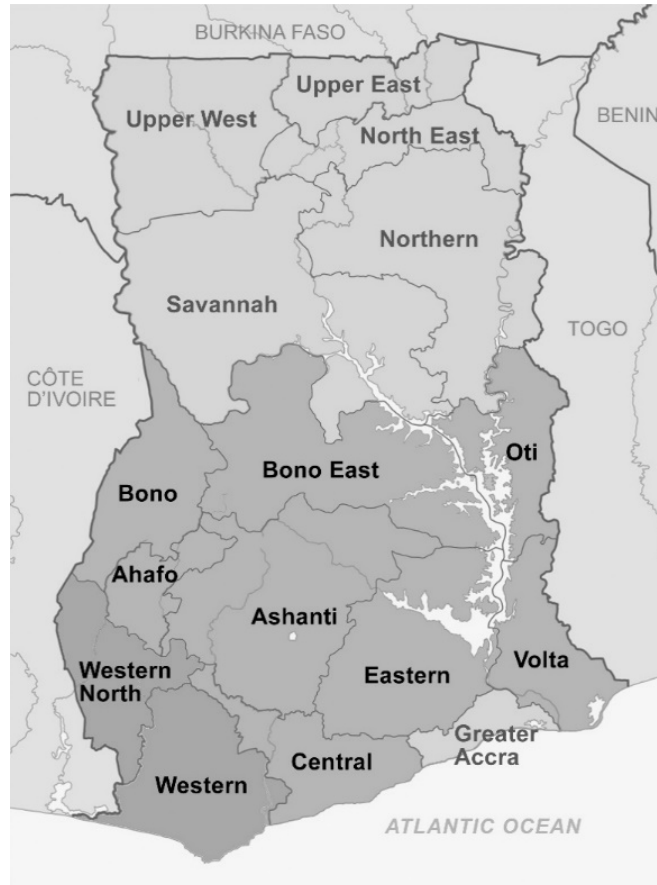 BURKINA FASO
Upper East
Upper West
BENIN
North East
Northern
Savannah
TOGO
CÔTE
D'IVOIRE
Oti
Bono East
Bono
Ahafo
Ashanti
Western
North
Volta
Eastern
Greater
Accra
Central
Western
ATLANTIC OCEAN